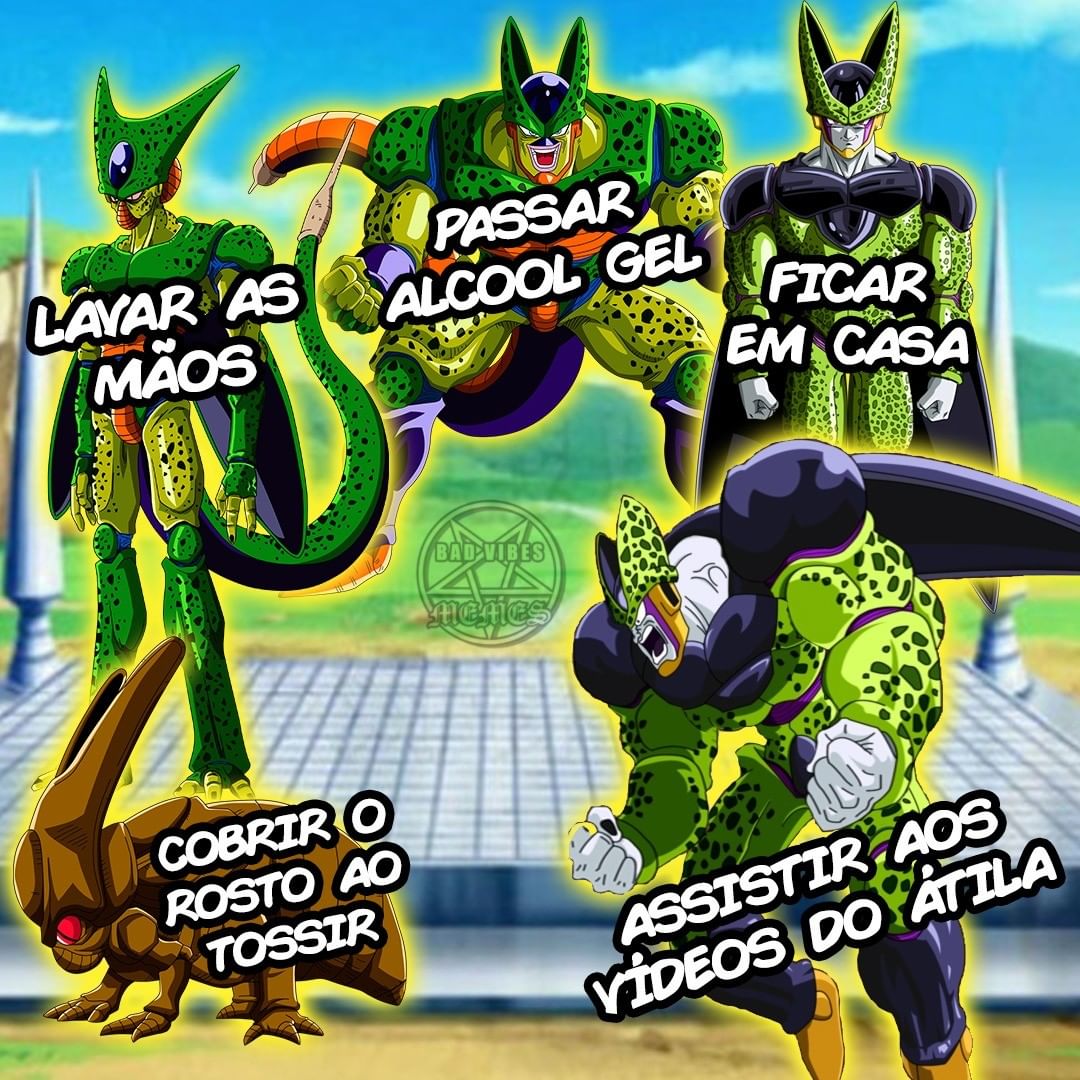 LAVAR AS
MÃOS
PASSAR
ALCOOL GEL
FICAR
EM CASA
BAD VIBES
MEMES
COBRIR O
ROSTO AO
TOSSIR
ASSISTIR AOS
VÍDEOS DO ÁTILA